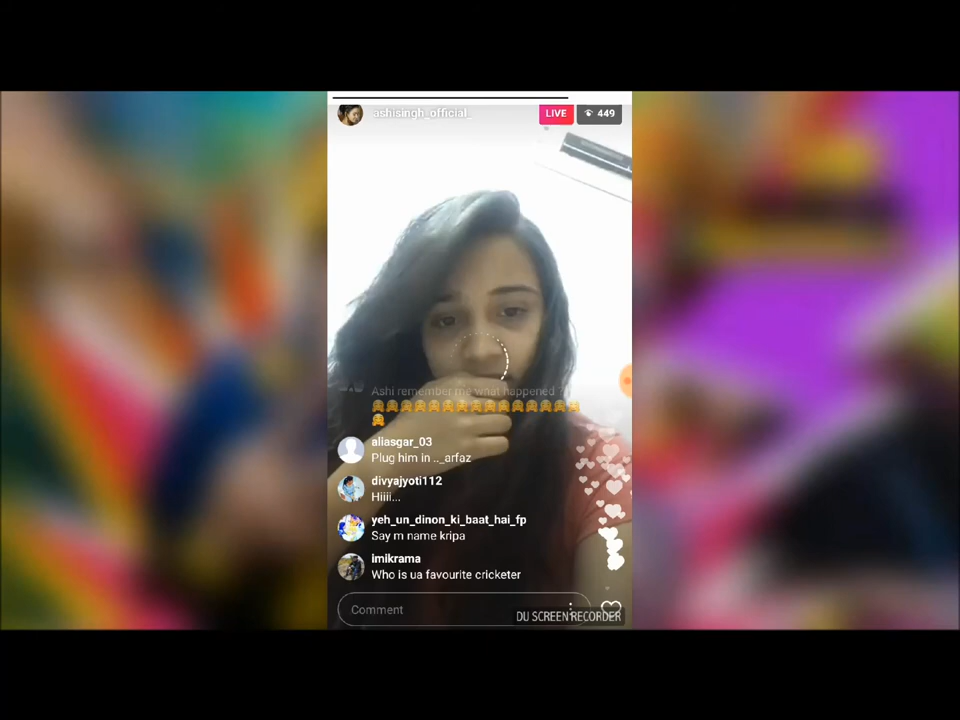 ashisingh_official_
LIVE 449
Ashi remember me what happened ?
aliasgar_03
Plug him in .._arfaz
divyajyoti112
Hiiii...
yeh_un_dinon_ki_baat_hai_fp
Say m name kripa
imikrama
Who is ua favourite cricketer
Comment
DU SCREEN RECORDER